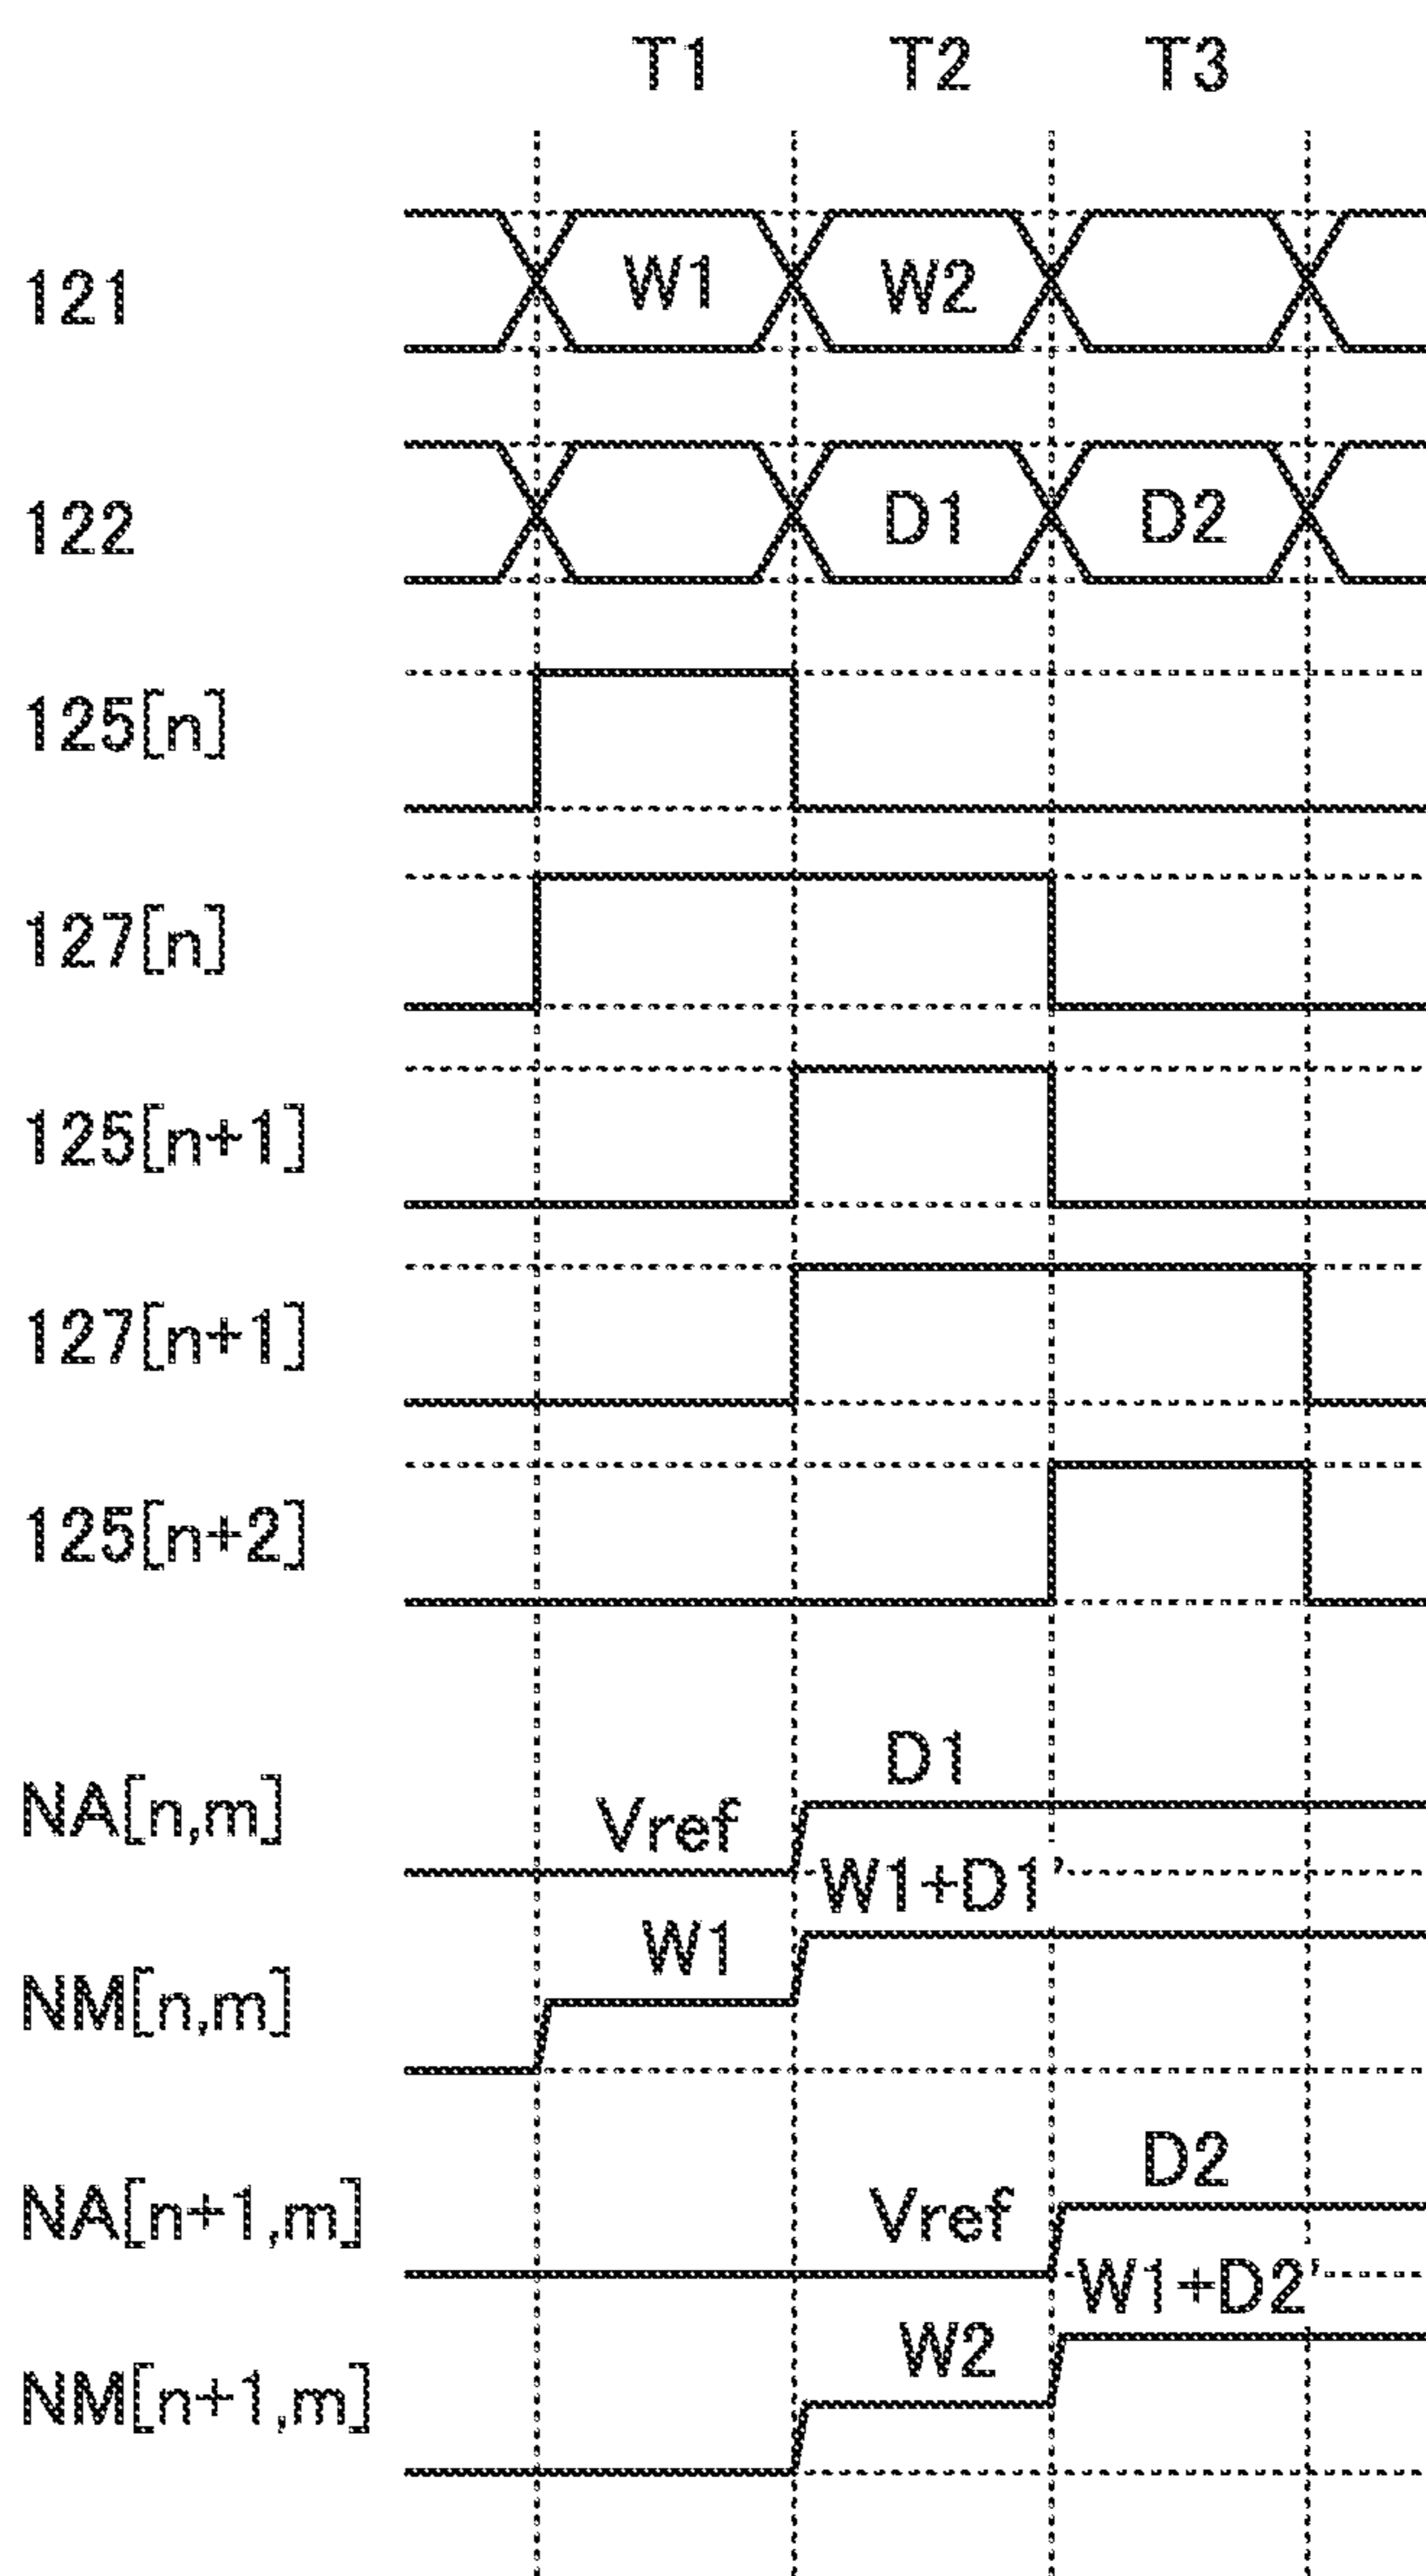 T1 T2 T3
121 W1 W2
122 D1 D2
125[n]
127[n]
125[n+1]
127[n+1]
125[n+2]
D1
NA[n,m] Vref
W1+D1'
W1
NM[n,m]
D2
NA[n+1,m] Vref
W1+D2'
W2
NM[n+1,m]